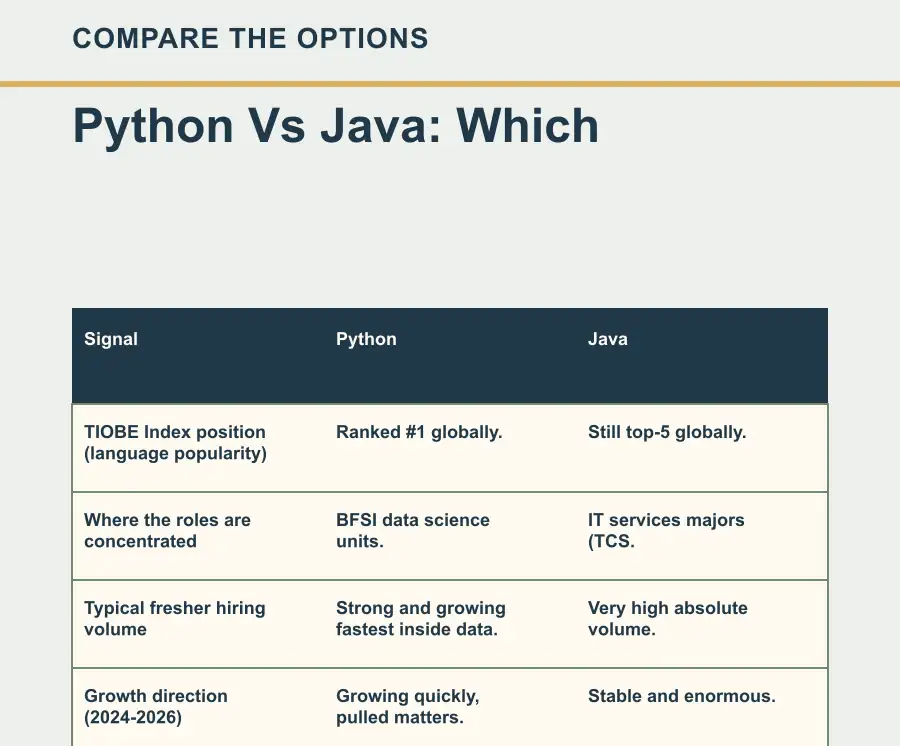 COMPARE THE OPTIONS
Python Vs Java: Which
Signal Python Java
TIOBE Index position Ranked #1 globally. Still top-5 globally.
(language popularity)
Where the roles are BFSI data science IT services majors
concentrated units. (TCS.
Typical fresher hiring Strong and growing Very high absolute
volume fastest inside data. volume.
Growth direction Growing quickly, Stable and enormous.
(2024-2026) pulled matters.